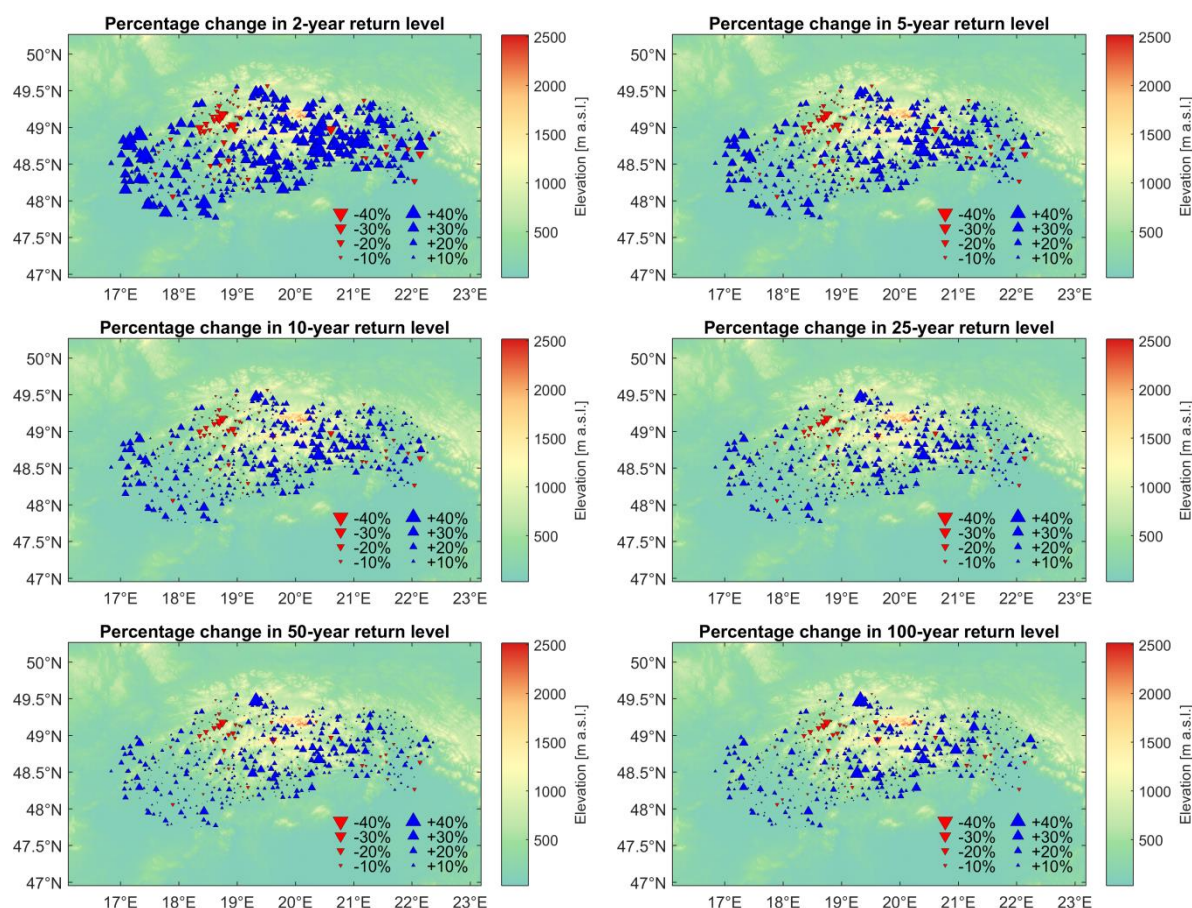 Percentage change in 2-year return level
50°N
49.5°N
49°N
48.5°N
48°N
47.5°N
47°N
17°E 18°E 19°E 20°E 21°E 22°E 23°E
-40% +40%
-30% +30%
-20% +20%
-10% +10%
2500
2000
1500
1000
500
Elevation [m a.s.l.]
Percentage change in 5-year return level
50°N
49.5°N
49°N
48.5°N
48°N
47.5°N
47°N
17°E 18°E 19°E 20°E 21°E 22°E 23°E
-40% +40%
-30% +30%
-20% +20%
-10% +10%
2500
2000
1500
1000
500
Elevation [m a.s.l.]
Percentage change in 10-year return level
50°N
49.5°N
49°N
48.5°N
48°N
47.5°N
47°N
17°E 18°E 19°E 20°E 21°E 22°E 23°E
-40% +40%
-30% +30%
-20% +20%
-10% +10%
2500
2000
1500
1000
500
Elevation [m a.s.l.]
Percentage change in 25-year return level
50°N
49.5°N
49°N
48.5°N
48°N
47.5°N
47°N
17°E 18°E 19°E 20°E 21°E 22°E 23°E
-40% +40%
-30% +30%
-20% +20%
-10% +10%
2500
2000
1500
1000
500
Elevation [m a.s.l.]
Percentage change in 50-year return level
50°N
49.5°N
49°N
48.5°N
48°N
47.5°N
47°N
17°E 18°E 19°E 20°E 21°E 22°E 23°E
-40% +40%
-30% +30%
-20% +20%
-10% +10%
2500
2000
1500
1000
500
Elevation [m a.s.l.]
Percentage change in 100-year return level
50°N
49.5°N
49°N
48.5°N
48°N
47.5°N
47°N
17°E 18°E 19°E 20°E 21°E 22°E 23°E
-40% +40%
-30% +30%
-20% +20%
-10% +10%
2500
2000
1500
1000
500
Elevation [m a.s.l.]